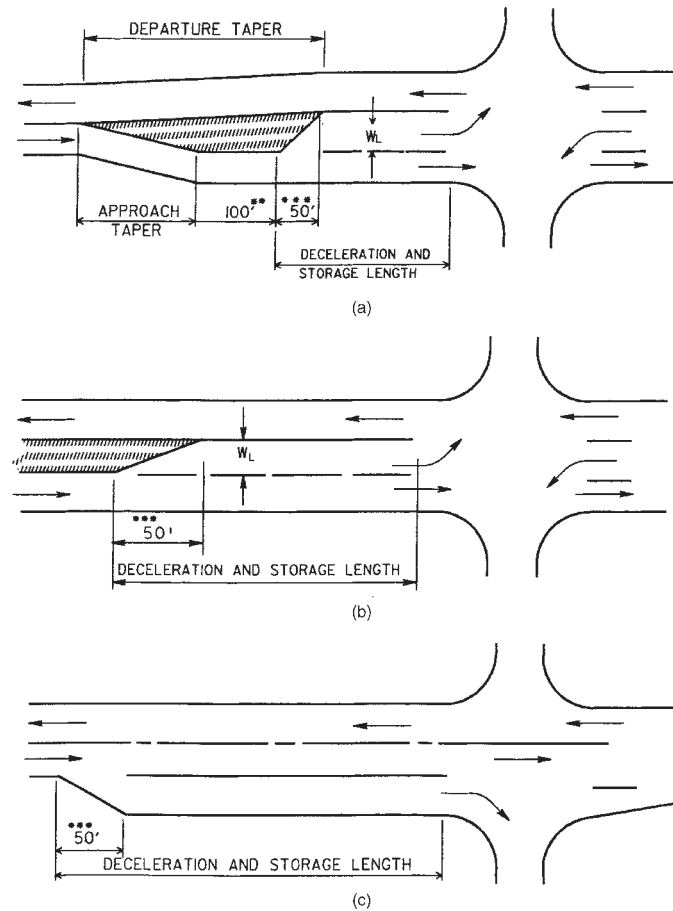 DEPARTURE TAPER
W_L
APPROACH TAPER
100'**
***50'
DECELERATION AND STORAGE LENGTH
(a)
W_L
***
50'
DECELERATION AND STORAGE LENGTH
(b)
***
50'
DECELERATION AND STORAGE LENGTH
(c)